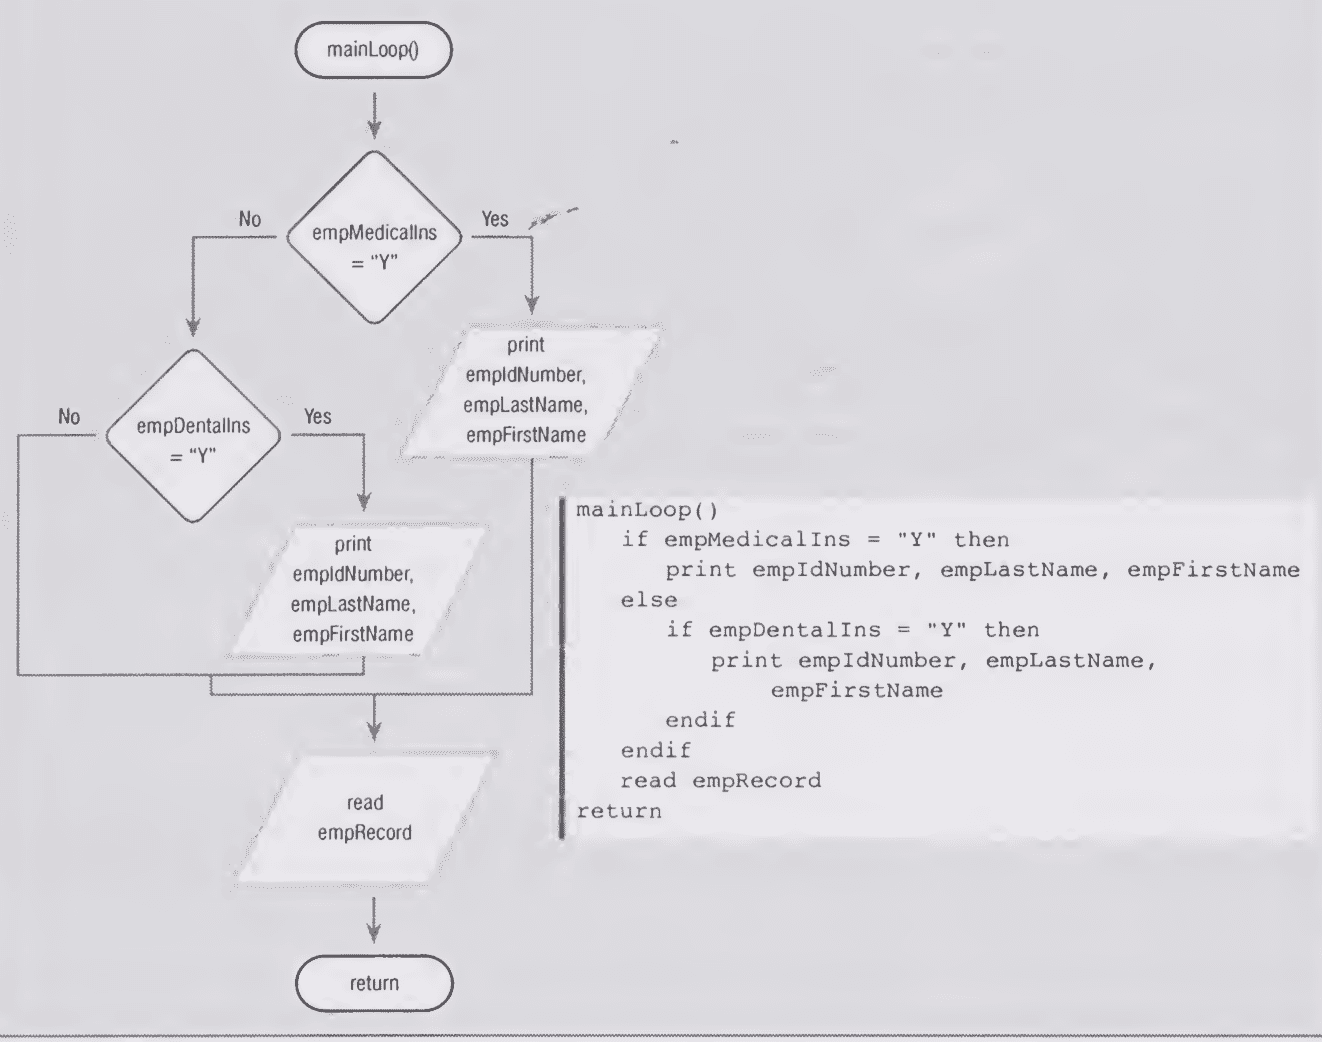 mainLoop()
No
Yes
empMedicalIns
= "Y"
print
empIdNumber,
empLastName,
empFirstName
No
Yes
empDentalIns
= "Y"
print
empIdNumber,
empLastName,
empFirstName
read
empRecord
return
mainLoop()
if empMedicalIns = "Y" then
print empIdNumber, empLastName, empFirstName
else
if empDentalIns = "Y" then
print empIdNumber, empLastName,
empFirstName
endif
endif
read empRecord
return